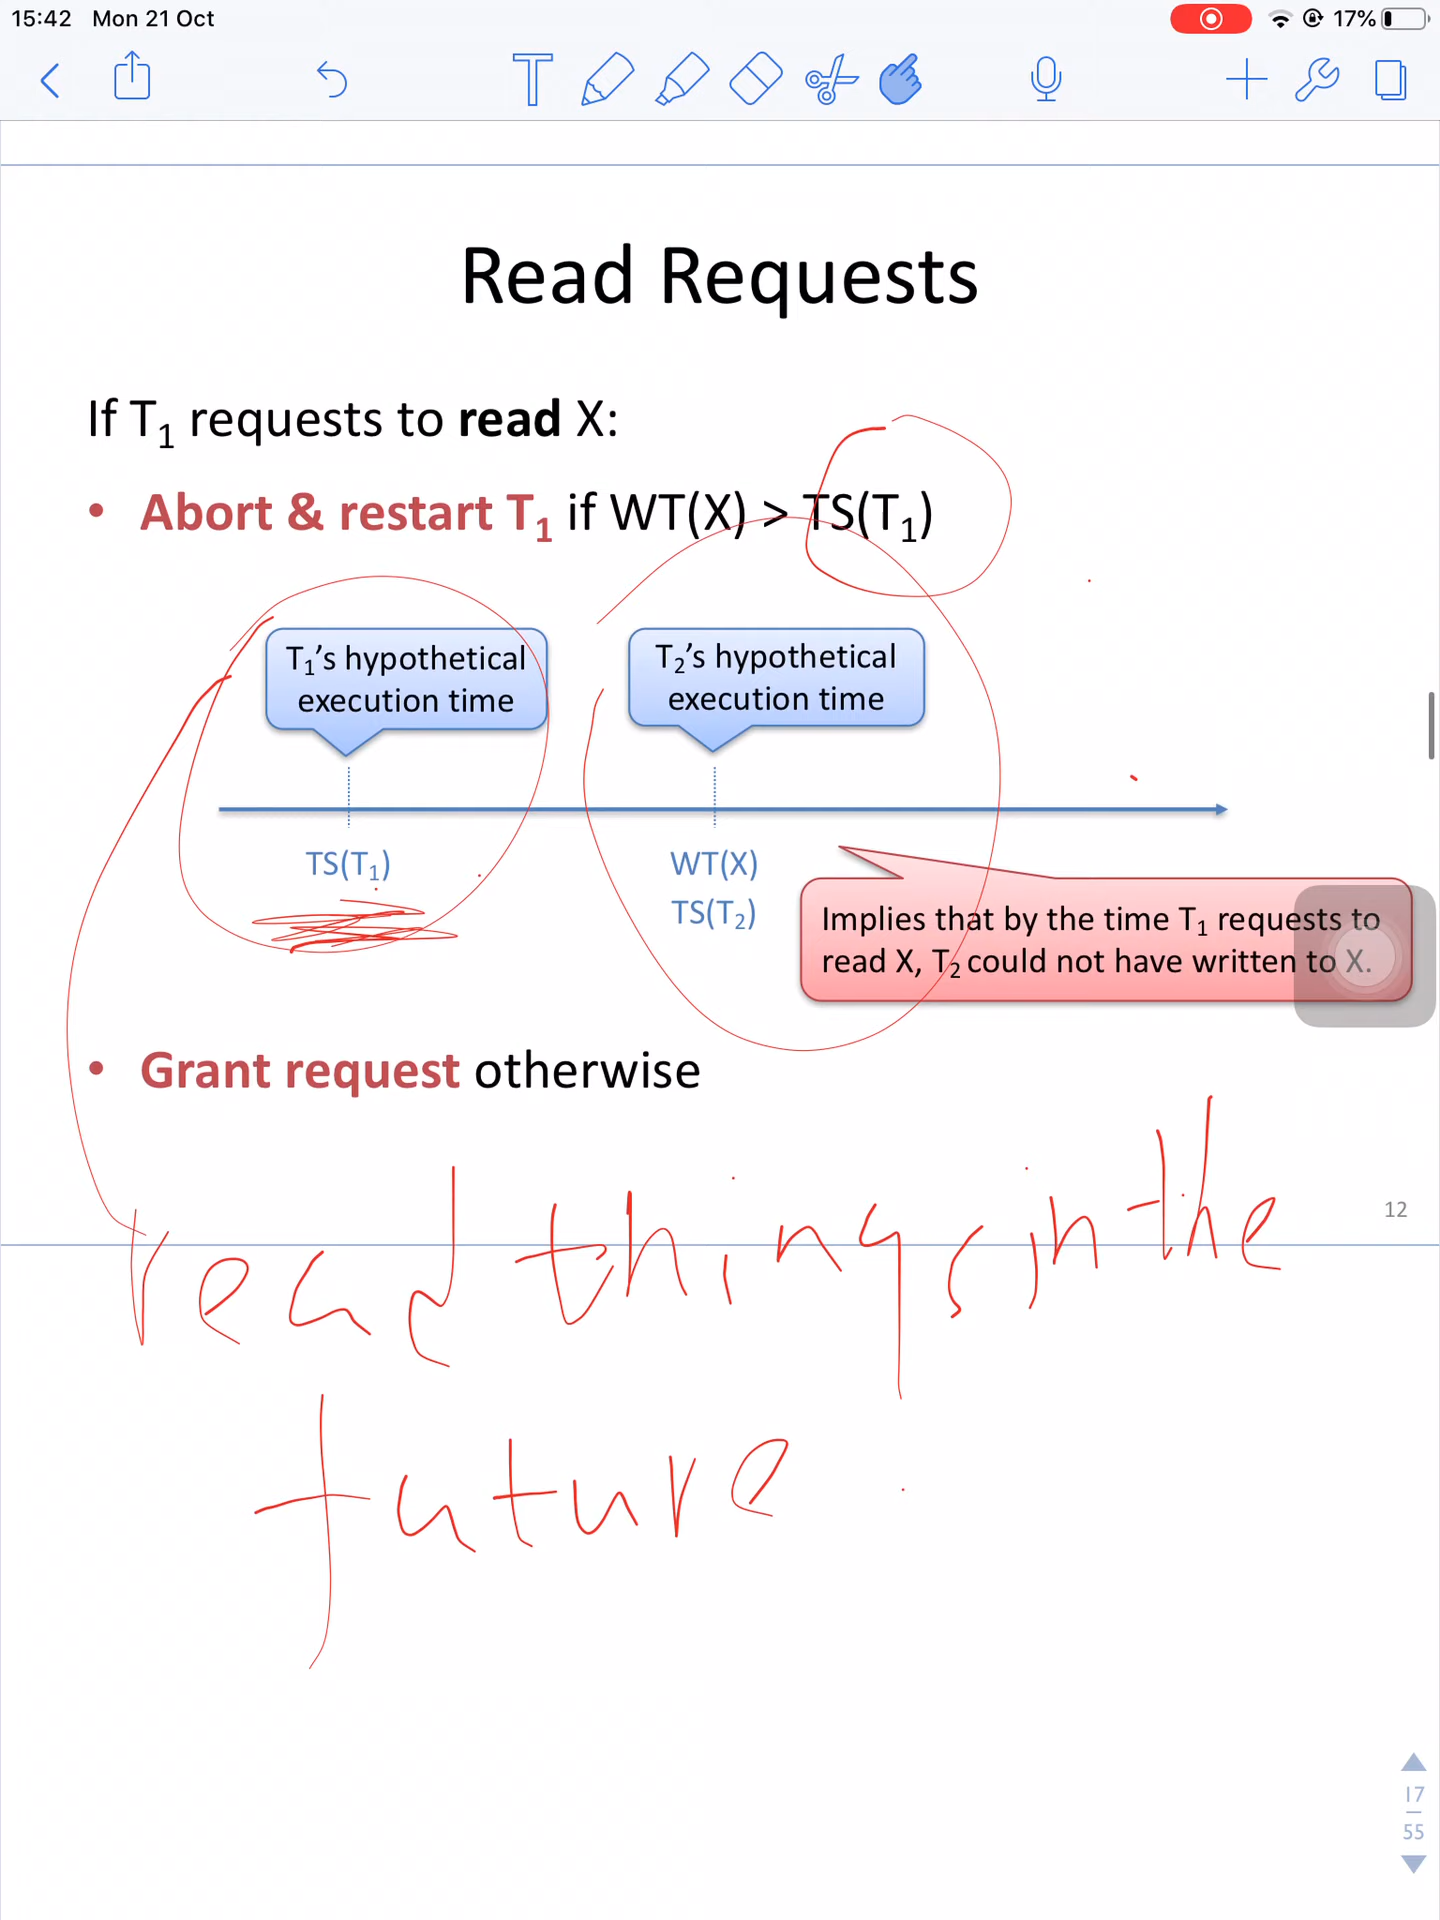 15:42 Mon 21 Oct 17%
Read Requests
If T₁ requests to read X:
• Abort & restart T₁ if WT(X) > TS(T₁)
T₁’s hypothetical
execution time
T₂’s hypothetical
execution time
TS(T₁)
WT(X)
TS(T₂)
Implies that by the time T₁ requests to
read X, T₂ could not have written to X.
• Grant request otherwise
12
read things in the
future
17
55